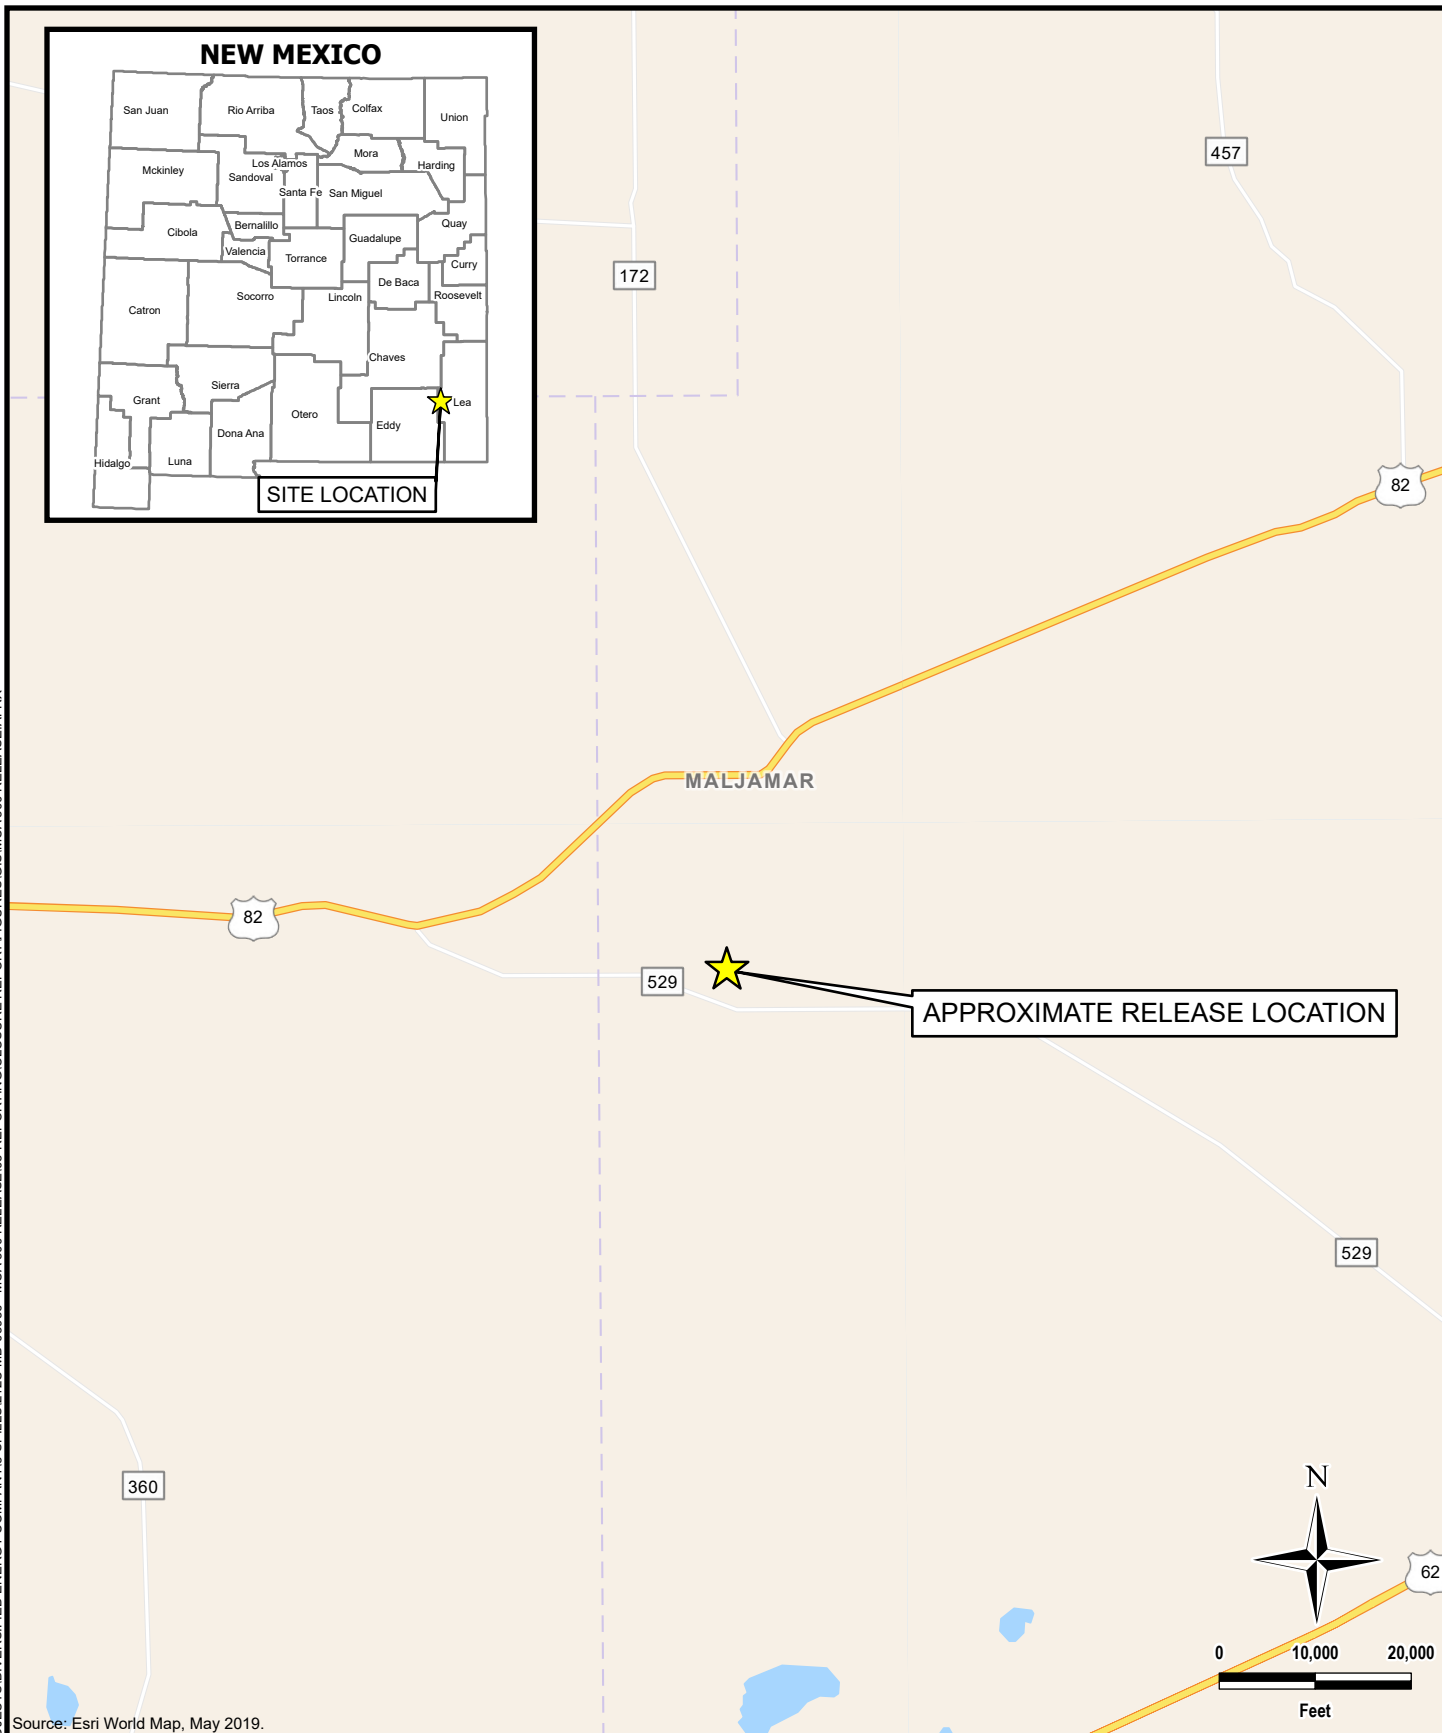 NEW MEXICO
San Juan
Rio Arriba
Taos
Colfax
Union
Mckinley
Los Alamos
Sandoval
Mora
Harding
Santa Fe
San Miguel
Cibola
Bernalillo
Quay
Valencia
Guadalupe
Torrance
Curry
De Baca
Socorro
Lincoln
Roosevelt
Catron
Chaves
Sierra
Grant
Lea
Otero
Eddy
Dona Ana
Hidalgo
Luna
SITE LOCATION
457
172
82
MALJAMAR
82
529
APPROXIMATE RELEASE LOCATION
529
360
N
62
0 10,000 20,000
Feet
Source: Esri World Map, May 2019.